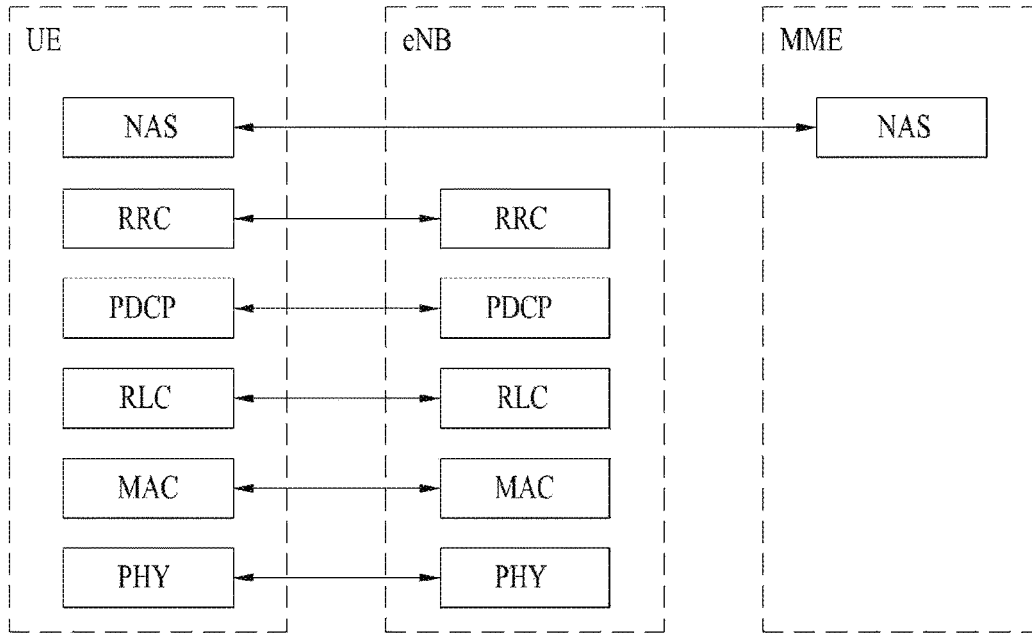 UE eNB MME
NAS NAS
RRC RRC
PDCP PDCP
RLC RLC
MAC MAC
PHY PHY